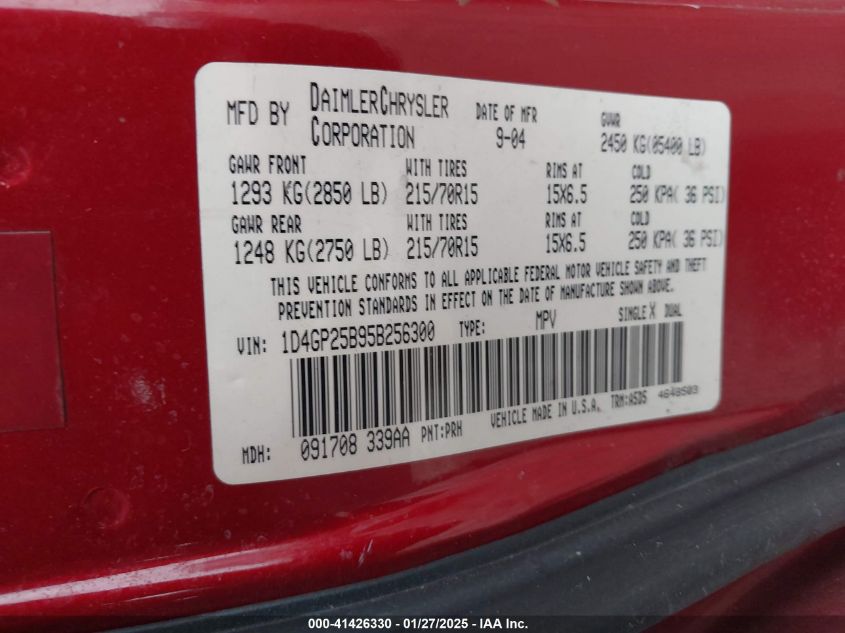 MFD BY DAIMLERCHRYSLER CORPORATION DATE OF MFR 9-04 GVWR 2450 KG(05400 LB)
GAWR FRONT WITH TIRES RIMS AT COLD
1293 KG(2850 LB) 215/70R15 15X6.5 250 KPA( 36 PSI)
GAWR REAR WITH TIRES RIMS AT COLD
1248 KG(2750 LB) 215/70R15 15X6.5 250 KPA( 36 PSI)
THIS VEHICLE CONFORMS TO ALL APPLICABLE FEDERAL MOTOR VEHICLE SAFETY AND THEFT
PREVENTION STANDARDS IN EFFECT ON THE DATE OF MANUFACTURE SHOWN ABOVE.
VIN: 1D4GP25B95B256300 TYPE: MPV SINGLE X DUAL
MDH: 091708 339AA PNT:PRH VEHICLE MADE IN U.S.A. TRM:ASD5 4648503
000-41426330 - 01/27/2025 - IAA, Inc.